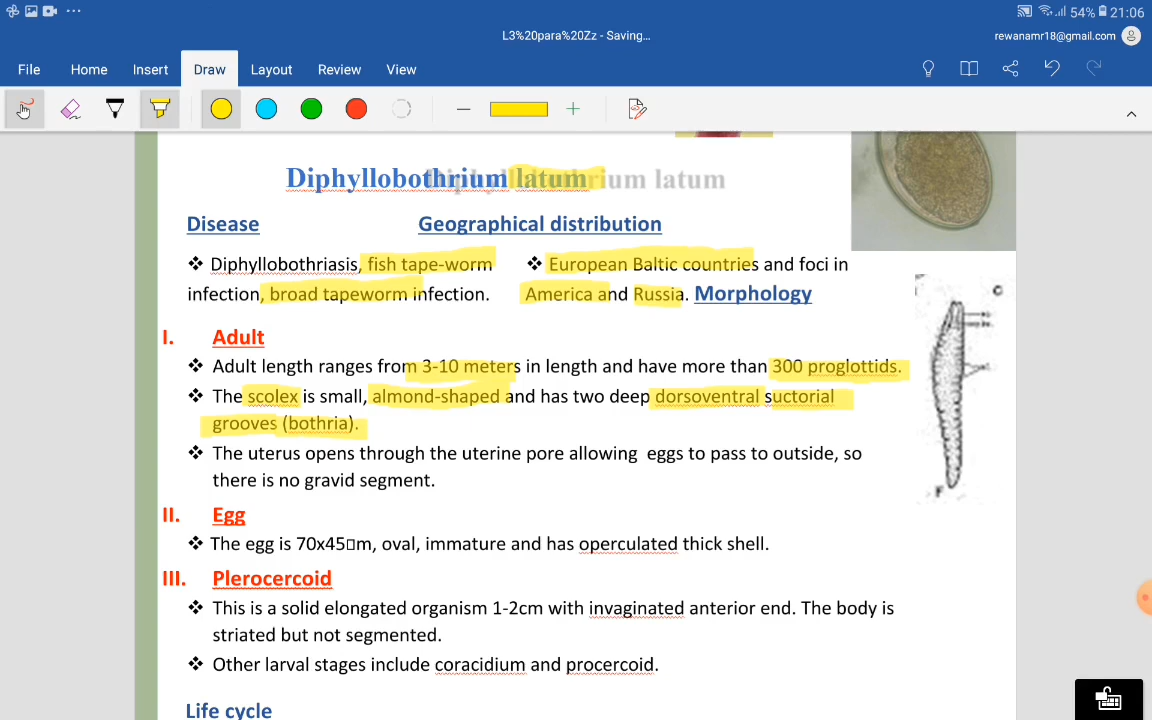 54% 21:06
L3%20para%20Zz - Saving...
rewanamr18@gmail.com
File Home Insert Draw Layout Review View
Diphyllobothrium latum
Disease Geographical distribution
❖ Diphyllobothriasis, fish tape-worm ❖ European Baltic countries and foci in
infection, broad tapeworm infection. America and Russia. Morphology
I. Adult
❖ Adult length ranges from 3-10 meters in length and have more than 300 proglottids.
❖ The scolex is small, almond-shaped and has two deep dorsoventral suctorial
grooves (bothria).
❖ The uterus opens through the uterine pore allowing eggs to pass to outside, so
there is no gravid segment.
II. Egg
❖ The egg is 70x45▯m, oval, immature and has operculated thick shell.
III. Plerocercoid
❖ This is a solid elongated organism 1-2cm with invaginated anterior end. The body is
striated but not segmented.
❖ Other larval stages include coracidium and procercoid.
Life cycle